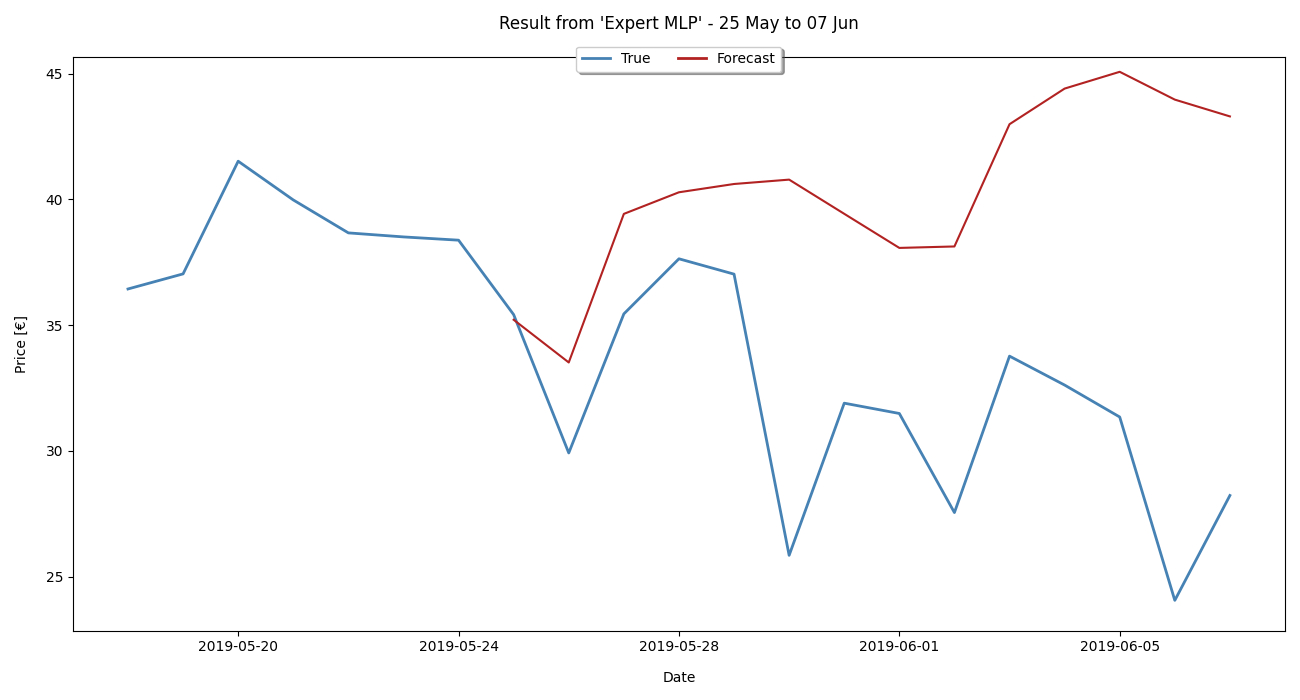 Result from 'Expert MLP' - 25 May to 07 Jun
True Forecast
45
40
35
30
25
Price [€]
2019-05-20 2019-05-24 2019-05-28 2019-06-01 2019-06-05
Date